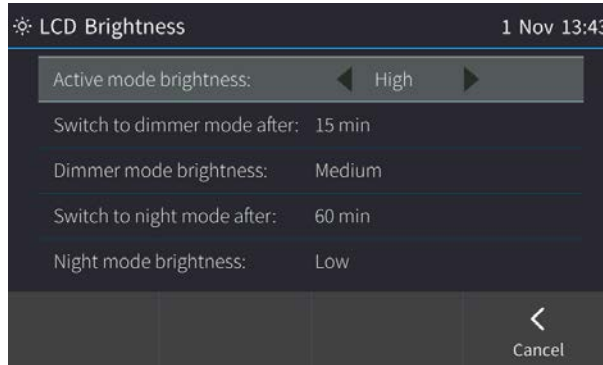 LCD Brightness 1 Nov 13:43
Active mode brightness: High
Switch to dimmer mode after: 15 min
Dimmer mode brightness: Medium
Switch to night mode after: 60 min
Night mode brightness: Low
Cancel